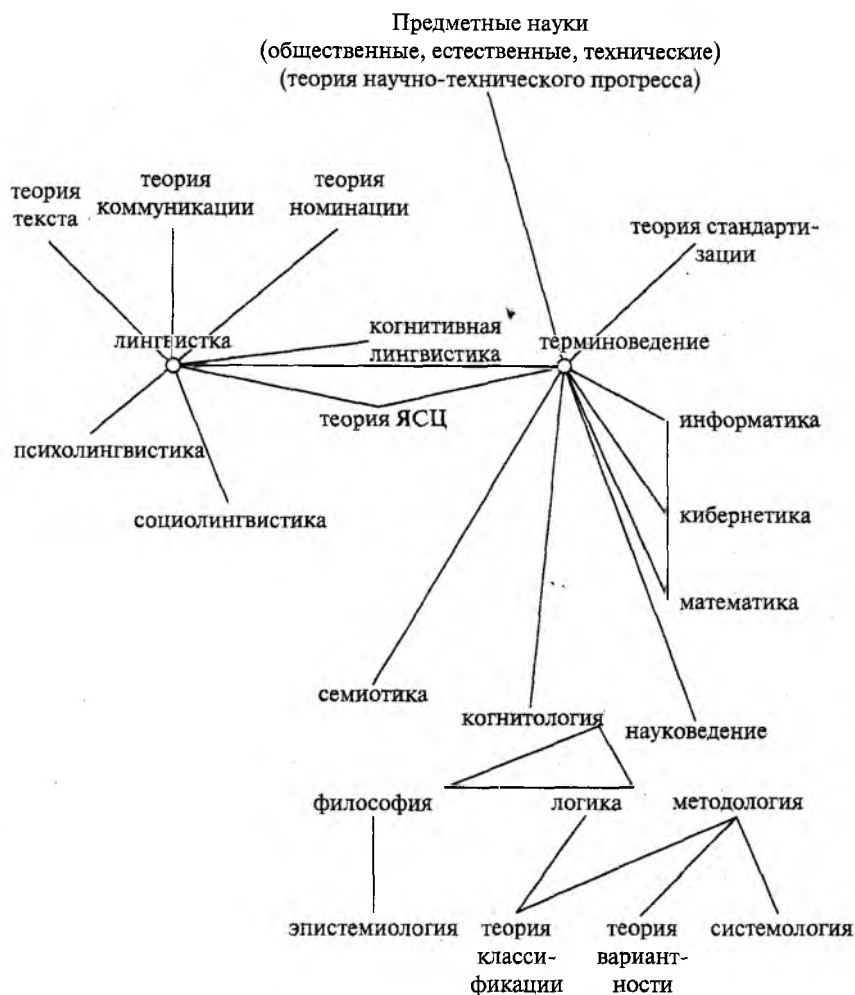 Предметные науки
(общественные, естественные, технические)
(теория научно-технического прогресса)
теория
текста
теория
коммуникации
теория
номинации
теория стандарти-
зации
лингвистка
когнитивная
лингвистика
терминоведение
теория ЯСЦ
информатика
психолингвистика
социолингвистика
кибернетика
математика
семиотика
когнитология
науковедение
философия
логика
методология
эпистемиология
теория
класси-
фикации
теория
вариант-
ности
системология